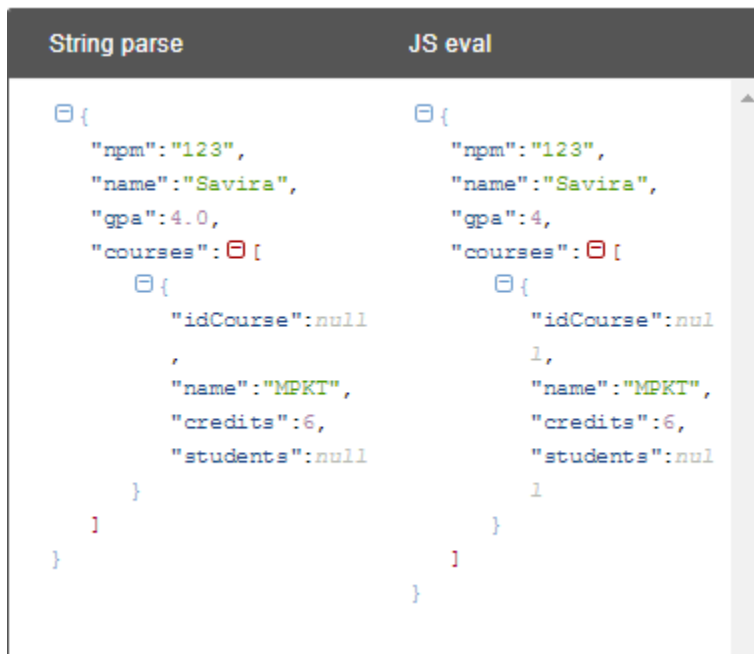 String parse
{
"npm":"123",
"name":"Savira",
"gpa":4.0,
"courses":[
{
"idCourse":null
,
"name":"MPKT",
"credits":6,
"students":null
}
]
}
JS eval
{
"npm":"123",
"name":"Savira",
"gpa":4,
"courses":[
{
"idCourse":nul
l,
"name":"MPKT",
"credits":6,
"students":nul
l
}
]
}